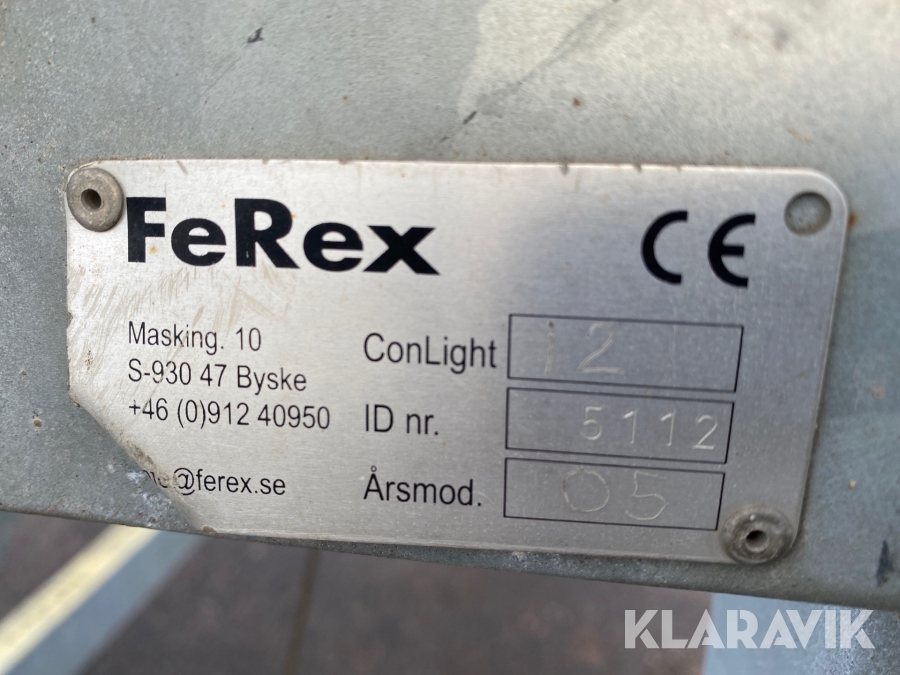 FeRex CE
Masking. 10
S-930 47 Byske
+46 (0)912 40950
@ferex.se
ConLight 12
ID nr. 5112
Årsmod. 05
KLARAVIK